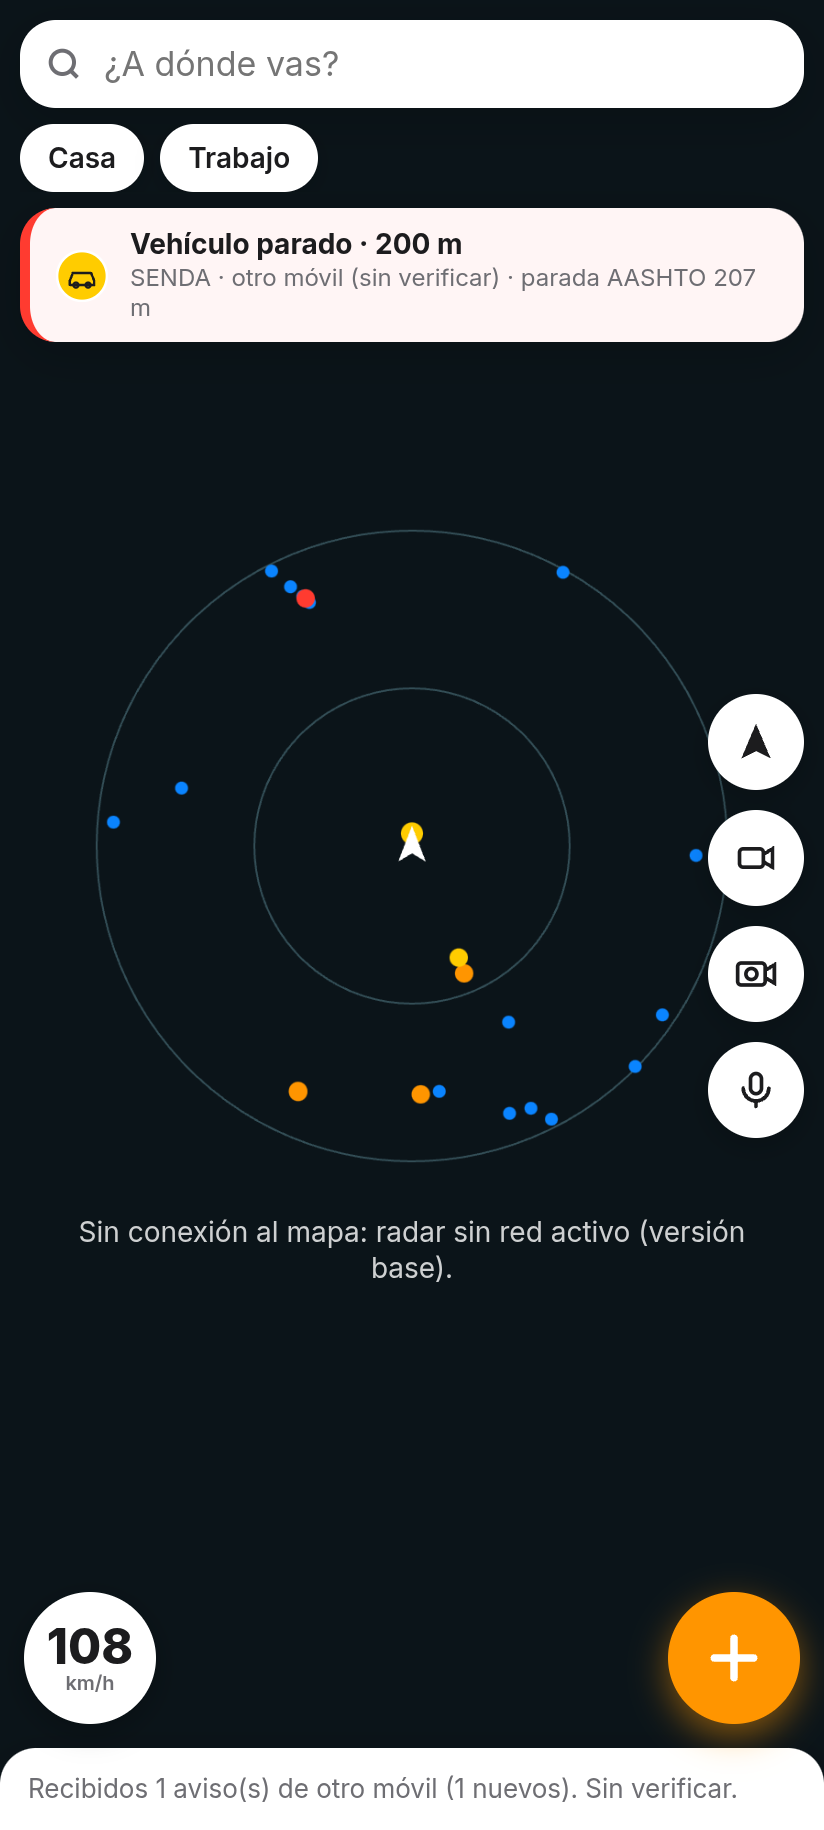 ¿A dónde vas?
Casa
Trabajo
Vehículo parado · 200 m
SENDA · otro móvil (sin verificar) · parada AASHTO 207
m
Sin conexión al mapa: radar sin red activo (versión
base).
108
km/h
Recibidos 1 aviso(s) de otro móvil (1 nuevos). Sin verificar.